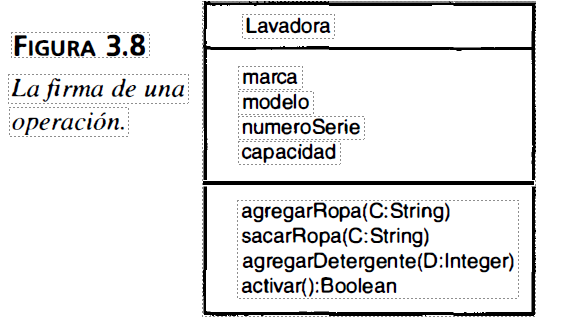 FIGURA 3.8
La firma de una
operación.
Lavadora
marca
modelo
numeroSerie
capacidad
agregarRopa(C:String)
sacarRopa(C:String)
agregarDetergente(D:Integer)
activar():Boolean